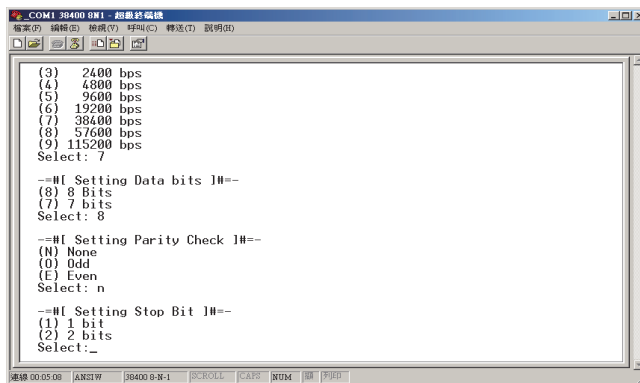 _COM1 38400 8N1 - 超級終端機
檔案(F) 編輯(E) 檢視(V) 呼叫(C) 轉送(T) 說明(H)
(3) 2400 bps
(4) 4800 bps
(5) 9600 bps
(6) 19200 bps
(7) 38400 bps
(8) 57600 bps
(9) 115200 bps
Select: 7
-=#[ Setting Data bits ]#=-
(8) 8 Bits
(7) 7 bits
Select: 8
-=#[ Setting Parity Check ]#=-
(N) None
(O) Odd
(E) Even
Select: n
-=#[ Setting Stop Bit ]#=-
(1) 1 bit
(2) 2 bits
Select:_
連線 00:05:08 ANSIW 38400 8-N-1 SCROLL CAPS NUM 擷 列印